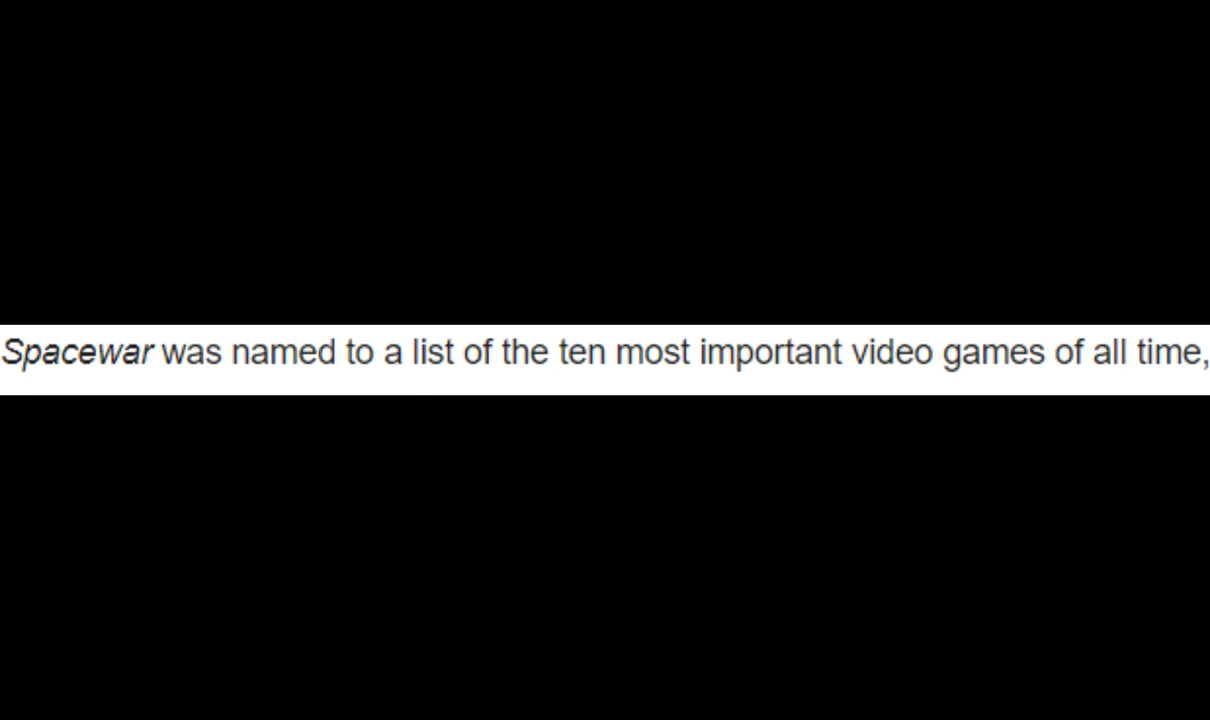 Spacewar was named to a list of the ten most important video games of all time,